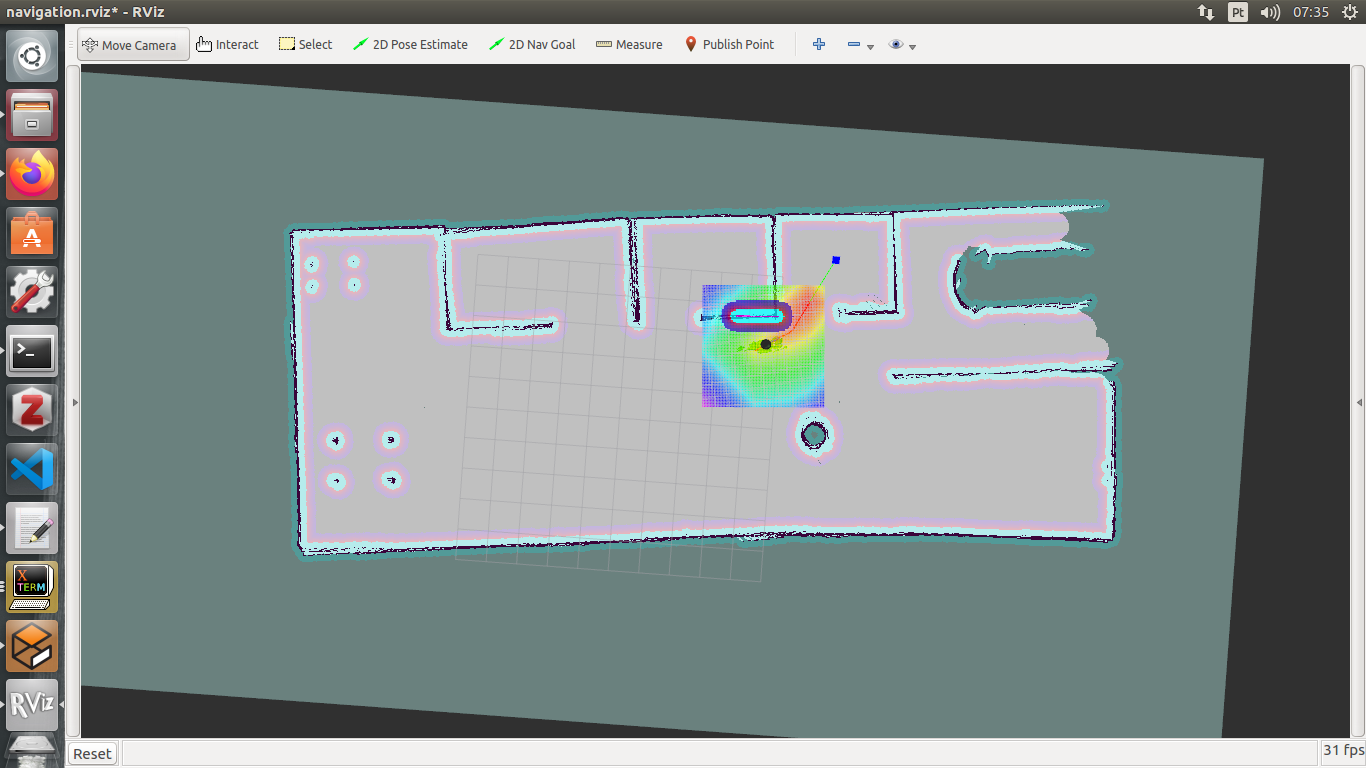 navigation.rviz* - RViz
Pt
07:35
Move Camera
Interact
Select
2D Pose Estimate
2D Nav Goal
Measure
Publish Point
A
>_
Z
X
TERM
RViz
Reset
31 fps